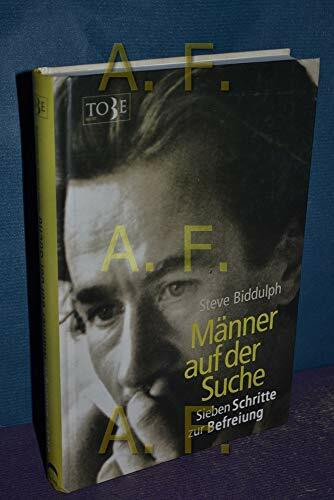 A. F.
TO3E
A. F.
Steve Biddulph
Männer
auf der
Suche
Sieben Schritte
zur Befreiung
A. F.